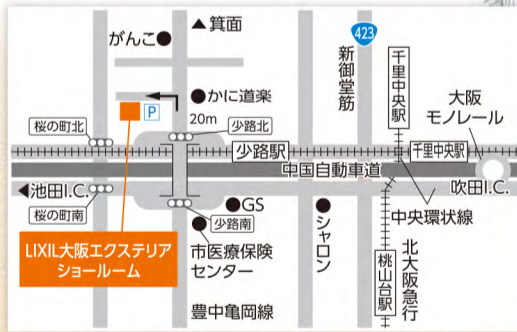 ▲箕面
がんこ●
423
新御堂筋
千里中央駅
大阪
モノレール
●かに道楽
P
20m
桜の町北
少路北
少路駅
千里中央駅
中国自動車道
◀池田I.C.
吹田I.C.
桜の町南
●GS
少路南
中央環状線
LIXIL大阪エクステリア
ショールーム
市医療保険
センター
シャロン
桃山台駅
北大阪急行
豊中亀岡線